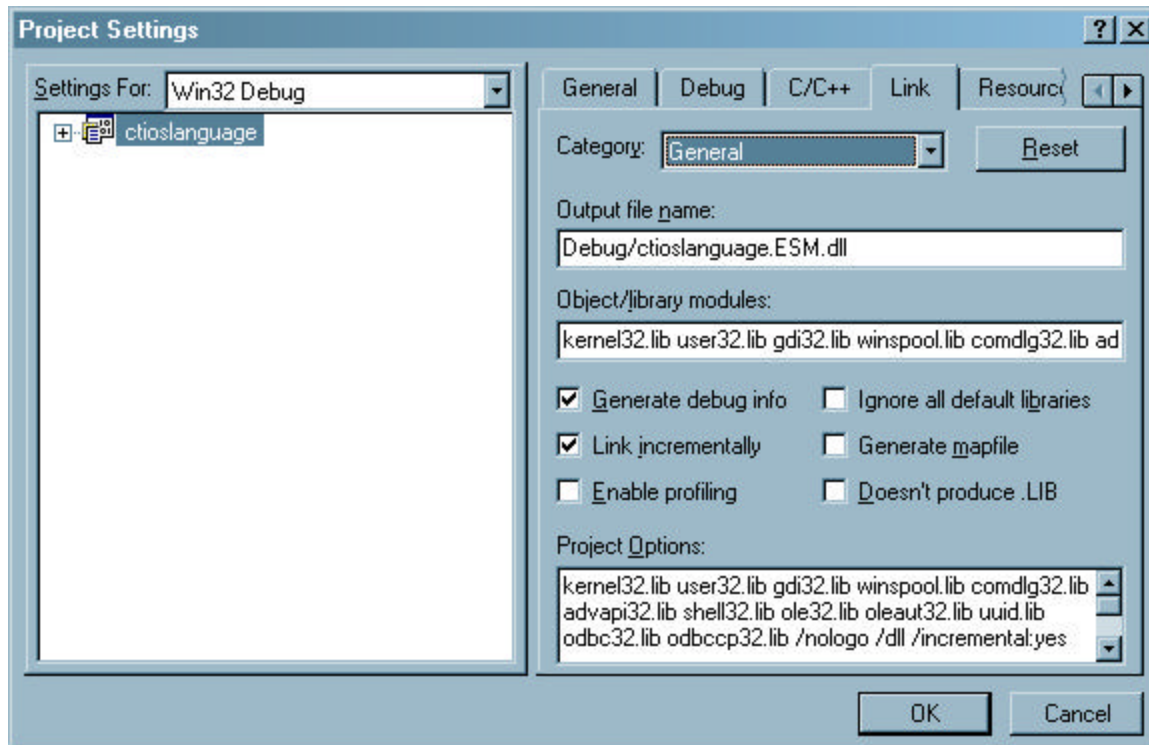 Project Settings
Settings For:
Win32 Debug
ctioslanguage
General
Debug
C/C++
Link
Resourc
Category:
General
Reset
Output file name:
Debug/ctioslanguage.ESM.dll
Object/library modules:
kernel32.lib user32.lib gdi32.lib winspool.lib comdlg32.lib ad
Generate debug info
Ignore all default libraries
Link incrementally
Generate mapfile
Enable profiling
Doesn't produce .LIB
Project Options:
kernel32.lib user32.lib gdi32.lib winspool.lib comdlg32.lib
advapi32.lib shell32.lib ole32.lib oleaut32.lib uuid.lib
odbc32.lib odbccp32.lib /nologo /dll /incremental:yes
OK
Cancel